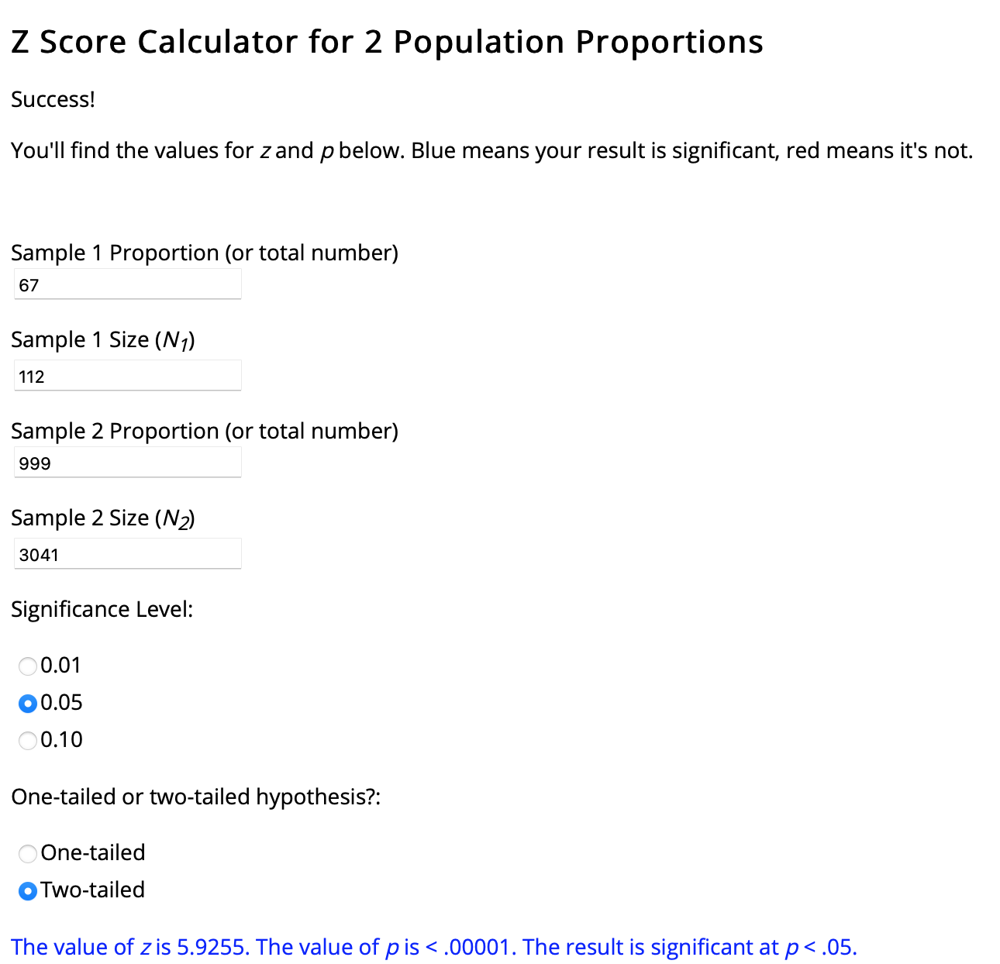 Z Score Calculator for 2 Population Proportions
Success!
You'll find the values for z and p below. Blue means your result is significant, red means it's not.
Sample 1 Proportion (or total number)
67
Sample 1 Size (N1)
112
Sample 2 Proportion (or total number)
999
Sample 2 Size (N2)
3041
Significance Level:
0.01
0.05
0.10
One-tailed or two-tailed hypothesis?:
One-tailed
Two-tailed
The value of z is 5.9255. The value of p is < .00001. The result is significant at p < .05.